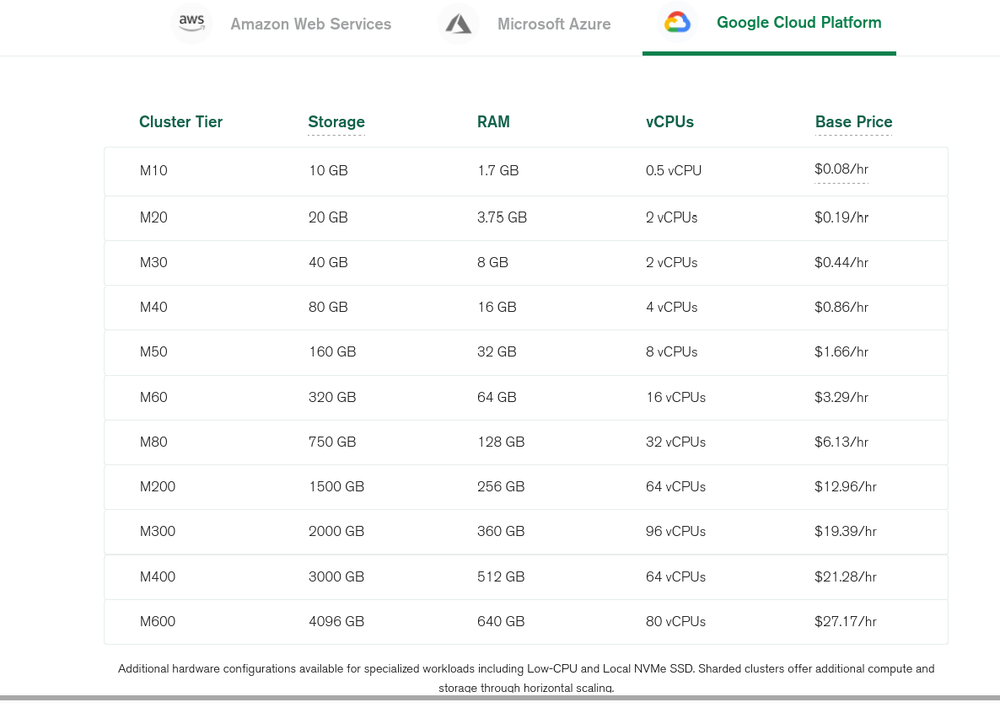 aws Amazon Web Services Microsoft Azure Google Cloud Platform
Cluster Tier Storage RAM vCPUs Base Price
M10 10 GB 1.7 GB 0.5 vCPU $0.08/hr
M20 20 GB 3.75 GB 2 vCPUs $0.19/hr
M30 40 GB 8 GB 2 vCPUs $0.44/hr
M40 80 GB 16 GB 4 vCPUs $0.86/hr
M50 160 GB 32 GB 8 vCPUs $1.66/hr
M60 320 GB 64 GB 16 vCPUs $3.29/hr
M80 750 GB 128 GB 32 vCPUs $6.13/hr
M200 1500 GB 256 GB 64 vCPUs $12.96/hr
M300 2000 GB 360 GB 96 vCPUs $19.39/hr
M400 3000 GB 512 GB 64 vCPUs $21.28/hr
M600 4096 GB 640 GB 80 vCPUs $27.17/hr
Additional hardware configurations available for specialized workloads including Low-CPU and Local NVMe SSD. Sharded clusters offer additional compute and
storage through horizontal scaling.